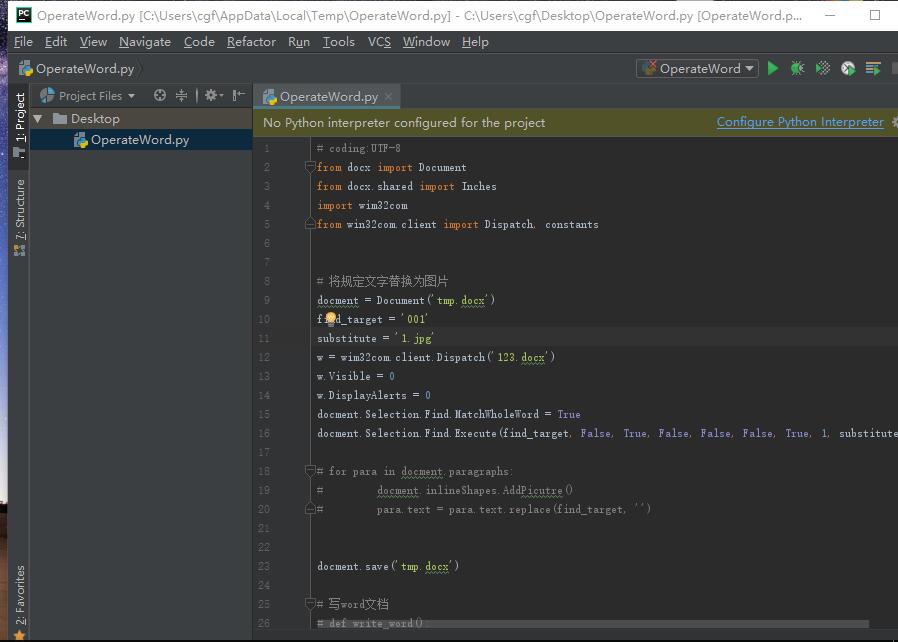 PC OperateWord.py [C:\Users\cgf\AppData\Local\Temp\OperateWord.py] - C:\Users\cgf\Desktop\OperateWord.py [OperateWord.p...
File Edit View Navigate Code Refactor Run Tools VCS Window Help
OperateWord.py OperateWord
1: Project
Project Files
OperateWord.py
Desktop
OperateWord.py
7: Structure
2: Favorites
No Python interpreter configured for the project Configure Python Interpreter
1 # coding:UTF-8
2 from docx import Document
3 from docx.shared import Inches
4 import wim32com
5 from win32com.client import Dispatch, constants
6
7
8 # 将规定文字替换为图片
9 docment = Document('tmp.docx')
10 find_target = '001'
11 substitute = '1.jpg'
12 w = wim32com.client.Dispatch('123.docx')
13 w.Visible = 0
14 w.DisplayAlerts = 0
15 docment.Selection.Find.MatchWholeWord = True
16 docment.Selection.Find.Execute(find_target, False, True, False, False, False, True, 1, substitute
17
18 # for para in docment.paragraphs:
19 # docment.inlineShapes.AddPicutre()
20 # para.text = para.text.replace(find_target, '')
21
22
23 docment.save('tmp.docx')
24
25 # 写word文档
26 # def write_word():